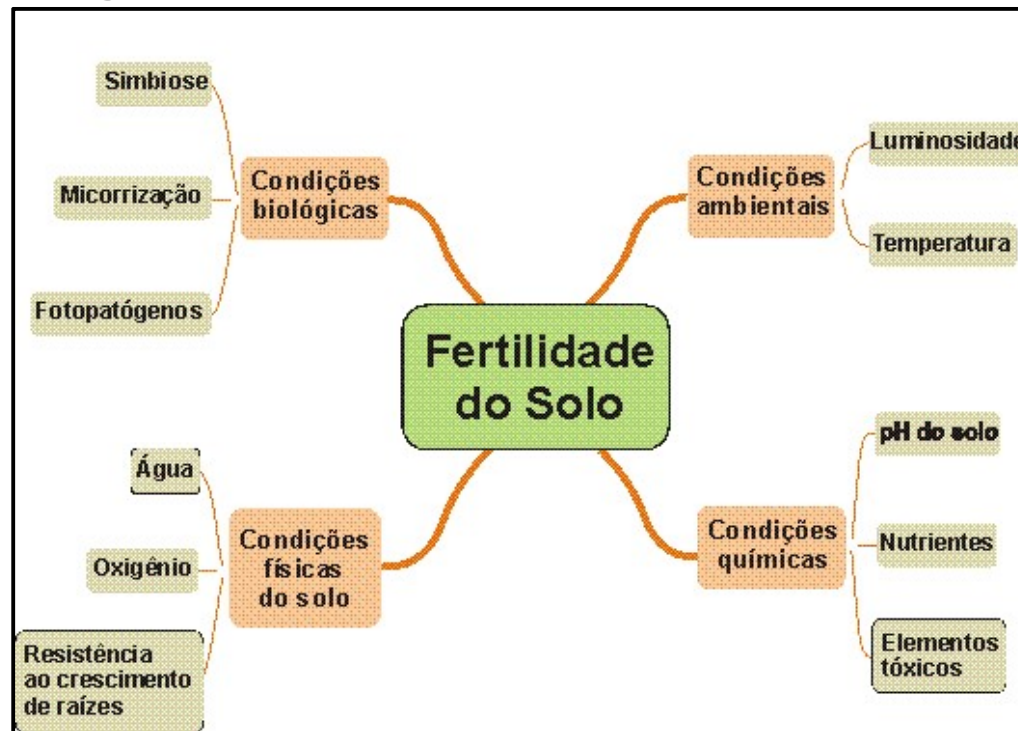 Fertilidade
do Solo
Condições
biológicas
Simbiose
Micorrização
Fotopatógenos
Condições
ambientais
Luminosidade
Temperatura
Condições
físicas
do solo
Água
Oxigênio
Resistência
ao crescimento
de raízes
Condições
químicas
pH do solo
Nutrientes
Elementos
tóxicos